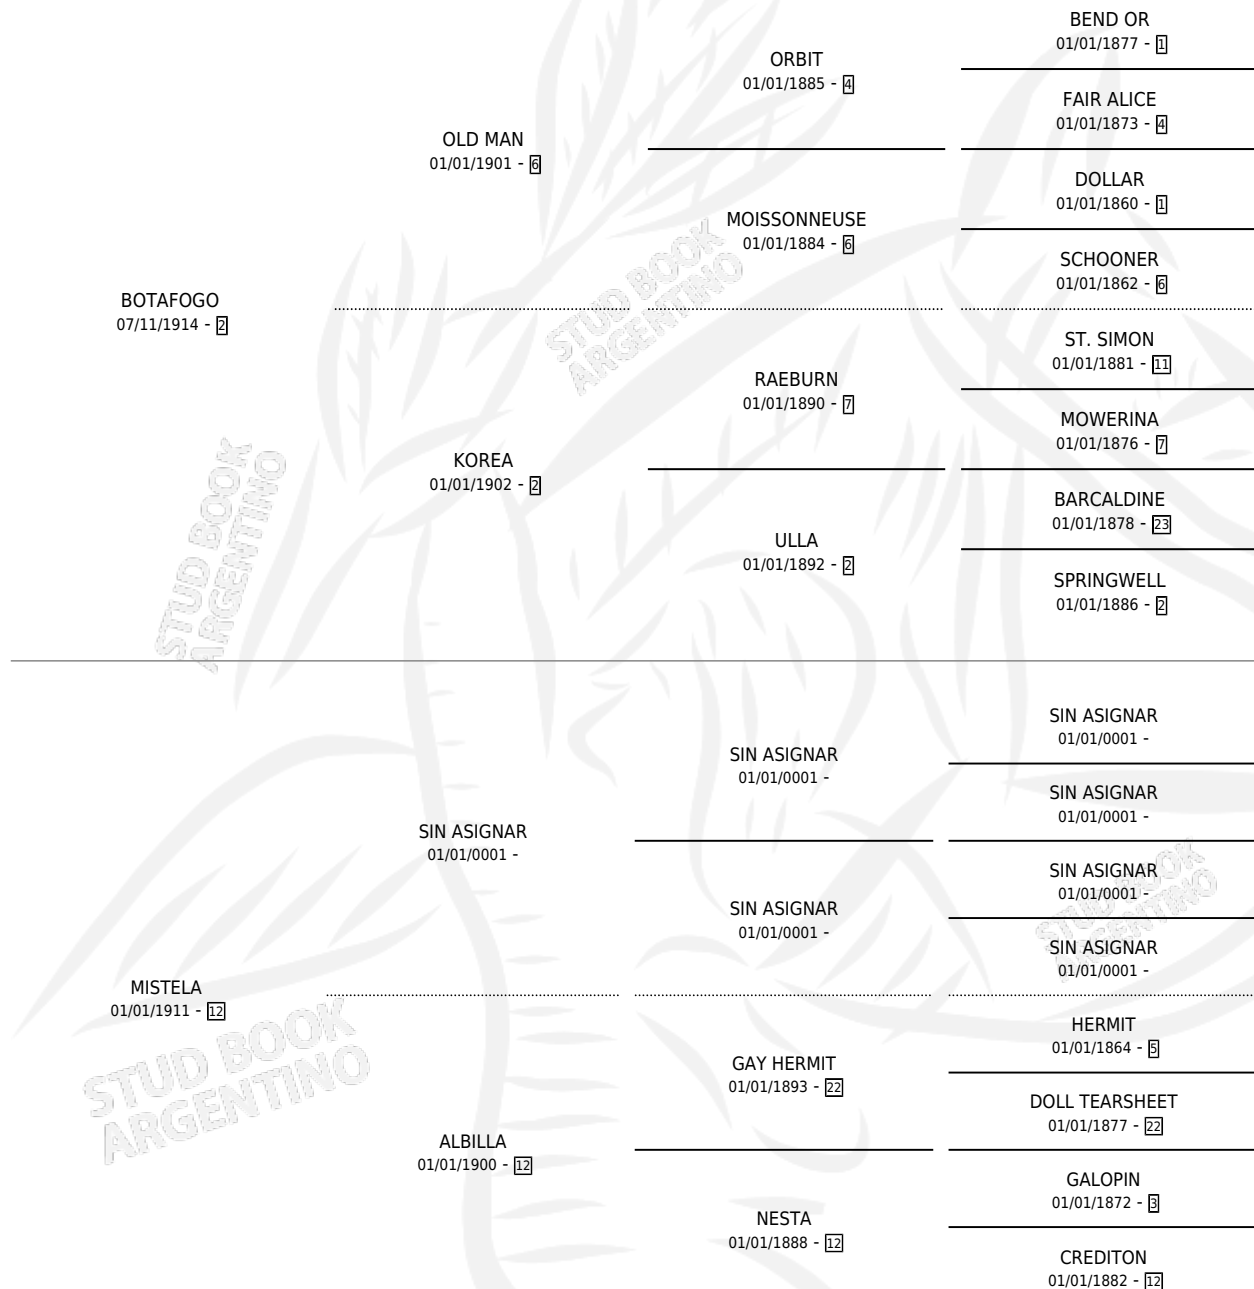 BEND OR
01/01/1877 - 1
ORBIT
01/01/1885 - 4
FAIR ALICE
01/01/1873 - 4
OLD MAN
01/01/1901 - 6
DOLLAR
01/01/1860 - 1
MOISSONNEUSE
01/01/1884 - 6
SCHOONER
01/01/1862 - 6
BOTAFOGO
07/11/1914 - 2
ST. SIMON
01/01/1881 - 11
RAEBURN
01/01/1890 - 7
MOWERINA
01/01/1876 - 7
KOREA
01/01/1902 - 2
BARCALDINE
01/01/1878 - 23
ULLA
01/01/1892 - 2
SPRINGWELL
01/01/1886 - 2
SIN ASIGNAR
01/01/0001 -
SIN ASIGNAR
01/01/0001 -
SIN ASIGNAR
01/01/0001 -
SIN ASIGNAR
01/01/0001 -
SIN ASIGNAR
01/01/0001 -
SIN ASIGNAR
01/01/0001 -
SIN ASIGNAR
01/01/0001 -
MISTELA
01/01/1911 - 12
HERMIT
01/01/1864 - 5
GAY HERMIT
01/01/1893 - 22
DOLL TEARSHEET
01/01/1877 - 22
ALBILLA
01/01/1900 - 12
GALOPIN
01/01/1872 - 3
NESTA
01/01/1888 - 12
CREDITON
01/01/1882 - 12
STUD BOOK
ARGENTINO
STUD BOOK
ARGENTINO
STUD BOOK
ARGENTINO
STUD BOOK
ARGENTINO